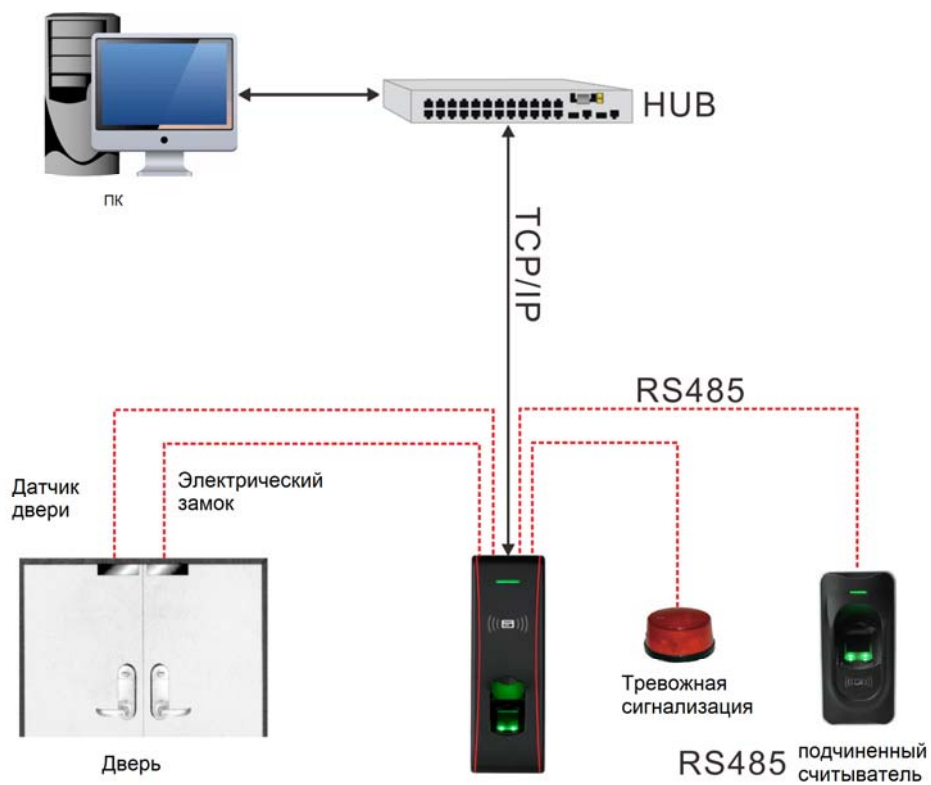 HUB
ПК
TCP/IP
RS485
Датчик
двери
Электрический
замок
Тревожная
сигнализация
Дверь
RS485
подчиненный
считыватель